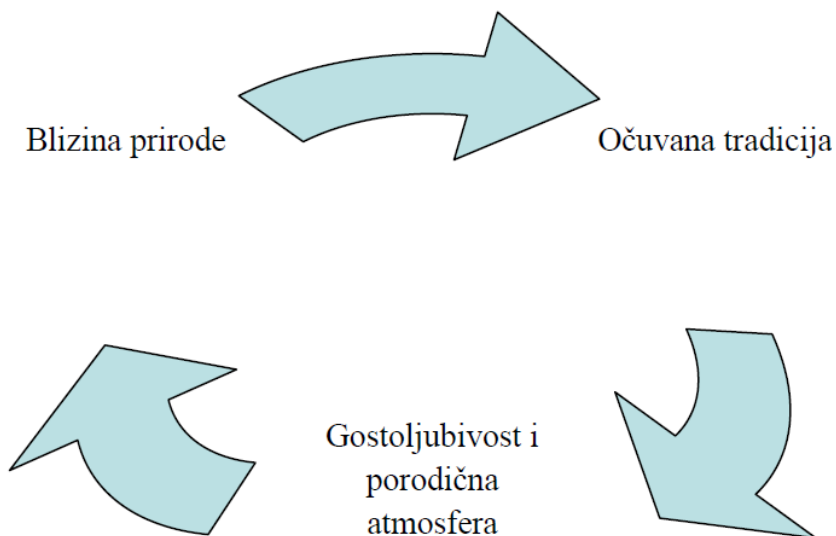 Blizina prirode
Očuvana tradicija
Gostoljubivost i
porodična
atmosfera